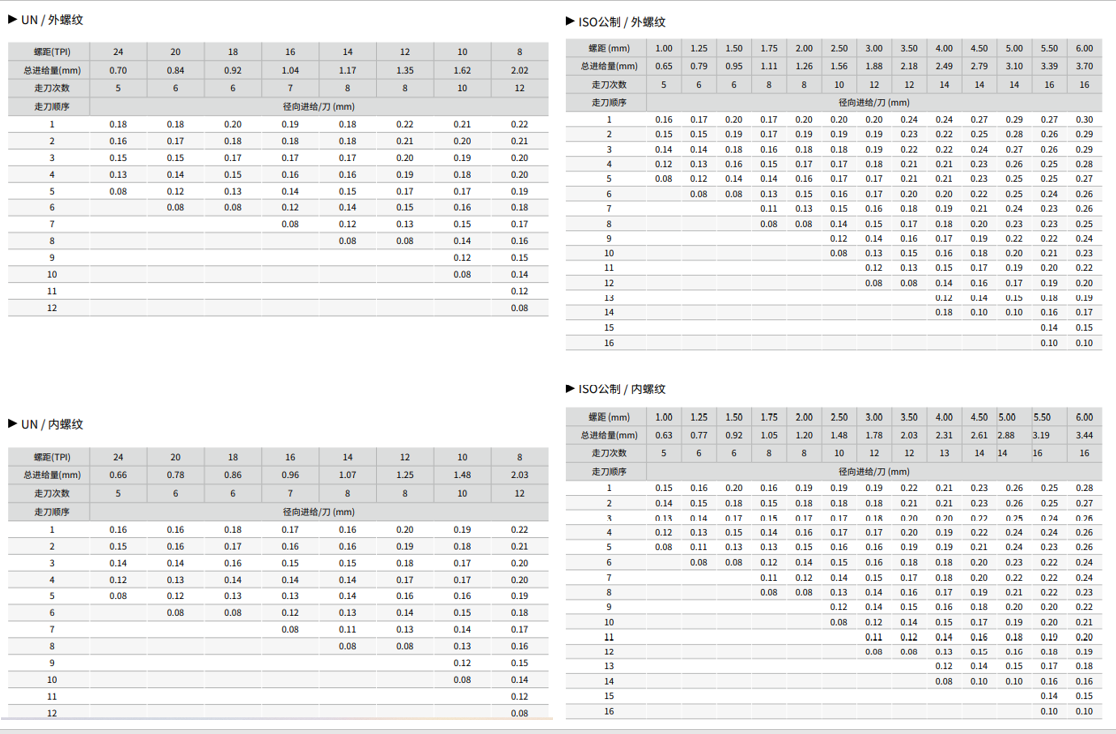 ▶ UN / 外螺纹
螺距(TPI) 24 20 18 16 14 12 10 8
总进给量(mm) 0.70 0.84 0.92 1.04 1.17 1.35 1.62 2.02
走刀次数 5 6 6 7 8 8 10 12
走刀顺序 径向进给/刀 (mm)
1 0.18 0.18 0.20 0.19 0.18 0.22 0.21 0.22
2 0.16 0.17 0.18 0.18 0.18 0.21 0.20 0.21
3 0.15 0.15 0.17 0.17 0.17 0.20 0.19 0.20
4 0.13 0.14 0.15 0.16 0.16 0.19 0.18 0.20
5 0.08 0.12 0.13 0.14 0.15 0.17 0.17 0.19
6 0.08 0.08 0.12 0.14 0.15 0.16 0.18
7 0.08 0.12 0.13 0.15 0.17
8 0.08 0.08 0.14 0.16
9 0.12 0.15
10 0.08 0.14
11 0.12
12 0.08
▶ UN / 内螺纹
螺距(TPI) 24 20 18 16 14 12 10 8
总进给量(mm) 0.66 0.78 0.86 0.96 1.07 1.25 1.48 2.03
走刀次数 5 6 6 7 8 8 10 12
走刀顺序 径向进给/刀 (mm)
1 0.16 0.16 0.18 0.17 0.16 0.20 0.19 0.22
2 0.15 0.16 0.17 0.16 0.16 0.19 0.18 0.21
3 0.14 0.14 0.16 0.15 0.15 0.18 0.17 0.20
4 0.12 0.13 0.14 0.14 0.14 0.17 0.17 0.20
5 0.08 0.12 0.13 0.13 0.14 0.16 0.16 0.19
6 0.08 0.08 0.12 0.13 0.14 0.15 0.18
7 0.08 0.11 0.13 0.14 0.17
8 0.08 0.08 0.13 0.16
9 0.12 0.15
10 0.08 0.14
11 0.12
12 0.08
▶ ISO公制 / 外螺纹
螺距 (mm) 1.00 1.25 1.50 1.75 2.00 2.50 3.00 3.50 4.00 4.50 5.00 5.50 6.00
总进给量(mm) 0.65 0.79 0.95 1.11 1.26 1.56 1.88 2.18 2.49 2.79 3.10 3.39 3.70
走刀次数 5 6 6 8 8 10 12 12 14 14 14 16 16
走刀顺序 径向进给/刀 (mm)
1 0.16 0.17 0.20 0.17 0.20 0.20 0.20 0.24 0.24 0.27 0.29 0.27 0.30
2 0.15 0.15 0.19 0.17 0.19 0.19 0.19 0.23 0.22 0.25 0.28 0.26 0.29
3 0.14 0.14 0.18 0.16 0.18 0.18 0.19 0.22 0.22 0.24 0.27 0.26 0.29
4 0.12 0.13 0.16 0.15 0.17 0.17 0.18 0.21 0.21 0.23 0.26 0.25 0.28
5 0.08 0.12 0.14 0.14 0.16 0.17 0.17 0.21 0.21 0.23 0.25 0.25 0.27
6 0.08 0.08 0.13 0.15 0.16 0.17 0.20 0.20 0.22 0.25 0.24 0.26
7 0.11 0.13 0.15 0.16 0.18 0.19 0.21 0.24 0.23 0.26
8 0.08 0.08 0.14 0.15 0.17 0.18 0.20 0.23 0.23 0.25
9 0.12 0.14 0.16 0.17 0.19 0.22 0.22 0.24
10 0.08 0.13 0.15 0.16 0.18 0.20 0.21 0.23
11 0.12 0.13 0.15 0.17 0.19 0.20 0.22
12 0.08 0.08 0.14 0.16 0.17 0.19 0.20
13 0.12 0.14 0.15 0.18 0.19
14 0.18 0.10 0.10 0.16 0.17
15 0.14 0.15
16 0.10 0.10
▶ ISO公制 / 内螺纹
螺距 (mm) 1.00 1.25 1.50 1.75 2.00 2.50 3.00 3.50 4.00 4.50 5.00 5.50 6.00
总进给量(mm) 0.63 0.77 0.92 1.05 1.20 1.48 1.78 2.03 2.31 2.61 2.88 3.19 3.44
走刀次数 5 6 6 8 8 10 12 12 13 14 14 16 16
走刀顺序 径向进给/刀 (mm)
1 0.15 0.16 0.20 0.16 0.19 0.19 0.19 0.22 0.21 0.23 0.26 0.25 0.28
2 0.14 0.15 0.18 0.15 0.18 0.18 0.18 0.21 0.21 0.23 0.26 0.25 0.27
3 0.13 0.14 0.17 0.15 0.17 0.17 0.18 0.20 0.20 0.22 0.25 0.24 0.26
4 0.12 0.13 0.15 0.14 0.16 0.17 0.17 0.20 0.19 0.22 0.24 0.24 0.26
5 0.08 0.11 0.13 0.13 0.15 0.16 0.16 0.19 0.19 0.21 0.24 0.23 0.26
6 0.08 0.08 0.12 0.14 0.15 0.16 0.18 0.18 0.20 0.23 0.22 0.24
7 0.11 0.12 0.14 0.15 0.17 0.18 0.20 0.22 0.22 0.24
8 0.08 0.08 0.13 0.14 0.16 0.17 0.19 0.21 0.22 0.23
9 0.12 0.14 0.15 0.16 0.18 0.20 0.20 0.22
10 0.08 0.12 0.14 0.15 0.17 0.19 0.20 0.21
11 0.11 0.12 0.14 0.16 0.18 0.19 0.20
12 0.08 0.08 0.13 0.15 0.16 0.18 0.19
13 0.12 0.14 0.15 0.17 0.18
14 0.08 0.10 0.10 0.16 0.16
15 0.14 0.15
16 0.10 0.10